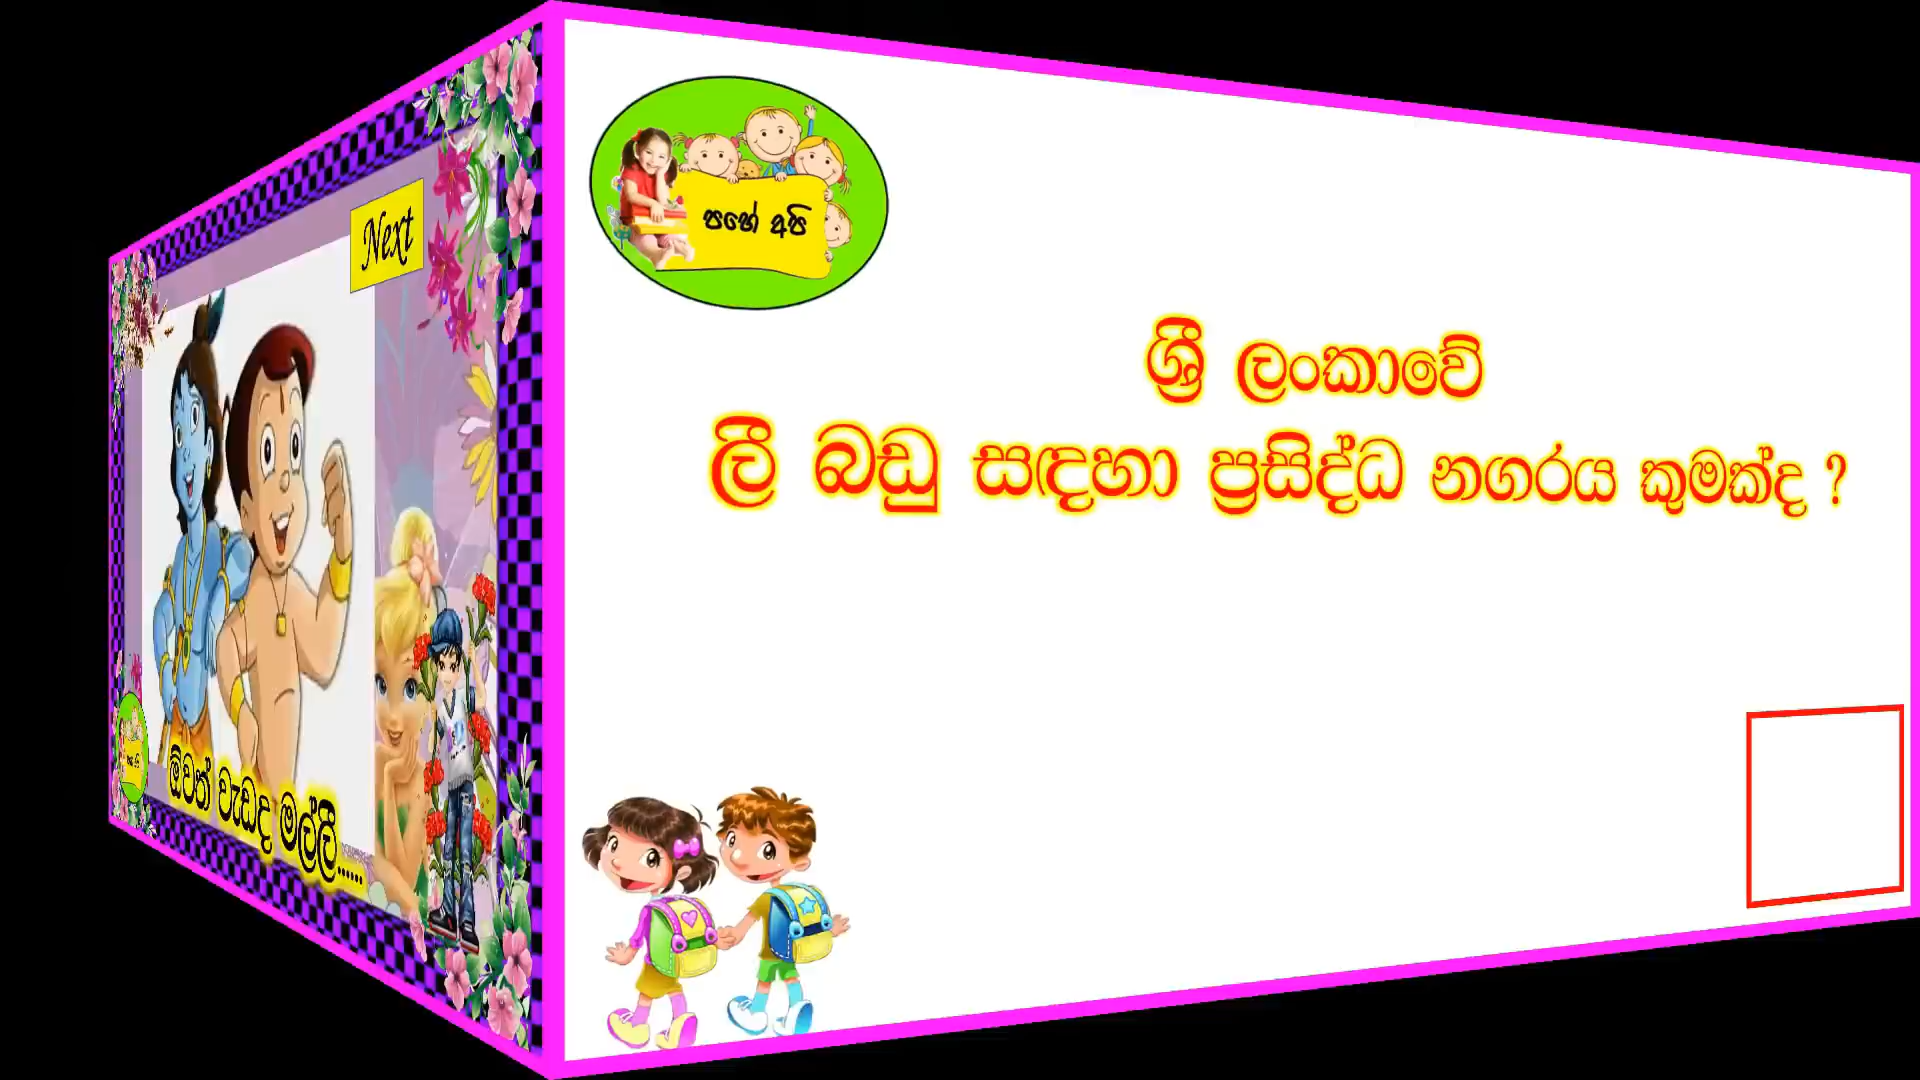 Next
ඕවත් වැඩද මල්ලී......
පහේ අපි
ශ්‍රී ලංකාවේ
ලී බඩු සඳහා ප්‍රසිද්ධ නගරය කුමක්ද ?